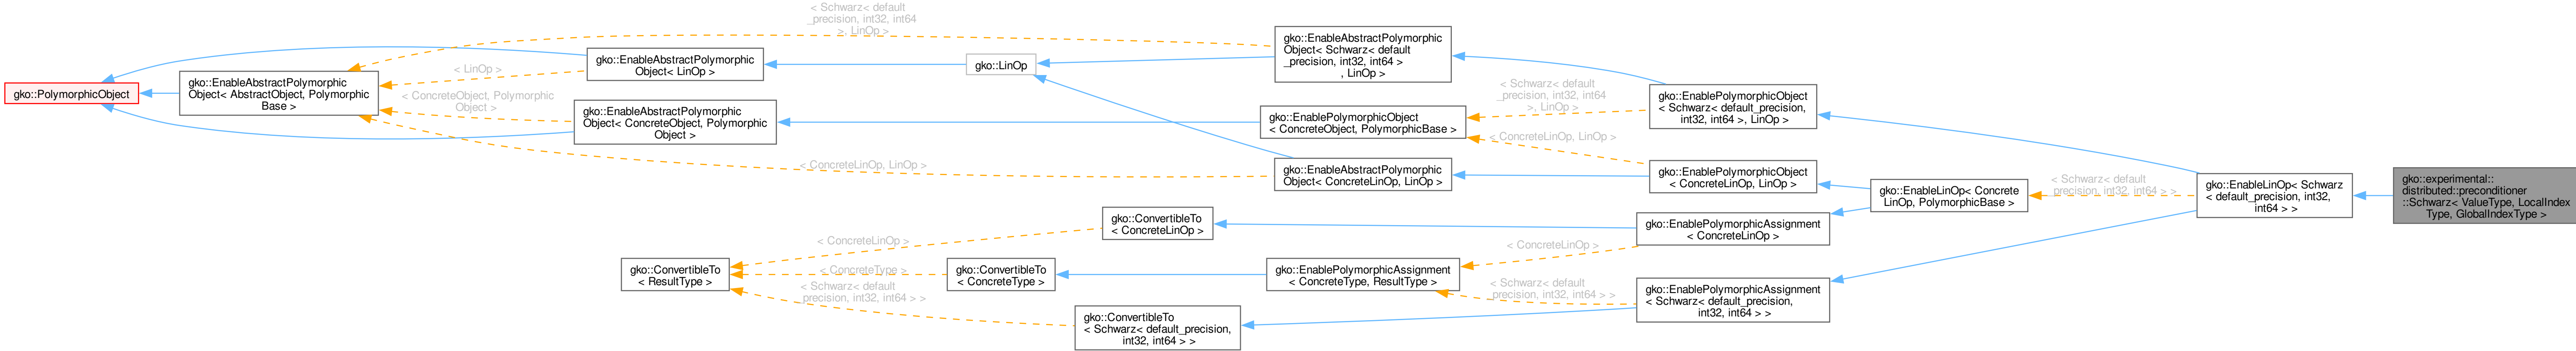 gko::PolymorphicObject
gko::EnableAbstractPolymorphic
Object< AbstractObject, Polymorphic
Base >
gko::EnableAbstractPolymorphic
Object< LinOp >
< LinOp >
< ConcreteObject, Polymorphic
Object >
gko::EnableAbstractPolymorphic
Object< ConcreteObject, Polymorphic
Object >
< Schwarz< default
_precision, int32, int64
>, LinOp >
gko::LinOp
< ConcreteLinOp, LinOp >
gko::EnableAbstractPolymorphic
Object< Schwarz< default
_precision, int32, int64 >
, LinOp >
gko::EnablePolymorphicObject
< ConcreteObject, PolymorphicBase >
gko::EnableAbstractPolymorphic
Object< ConcreteLinOp, LinOp >
< Schwarz< default
_precision, int32, int64
>, LinOp >
< ConcreteLinOp, LinOp >
gko::EnablePolymorphicObject
< Schwarz< default_precision,
int32, int64 >, LinOp >
gko::EnablePolymorphicObject
< ConcreteLinOp, LinOp >
gko::EnableLinOp< Concrete
LinOp, PolymorphicBase >
< Schwarz< default
_precision, int32, int64 > >
gko::EnableLinOp< Schwarz
< default_precision, int32,
int64 > >
gko::experimental::
distributed::preconditioner
::Schwarz< ValueType, LocalIndex
Type, GlobalIndexType >
gko::ConvertibleTo
< ResultType >
< ConcreteLinOp >
< ConcreteType >
< Schwarz< default
_precision, int32, int64 > >
gko::ConvertibleTo
< ConcreteLinOp >
gko::ConvertibleTo
< ConcreteType >
gko::ConvertibleTo
< Schwarz< default_precision,
int32, int64 > >
gko::EnablePolymorphicAssignment
< ConcreteType, ResultType >
< ConcreteLinOp >
< Schwarz< default
_precision, int32, int64 > >
gko::EnablePolymorphicAssignment
< ConcreteLinOp >
gko::EnablePolymorphicAssignment
< Schwarz< default_precision,
int32, int64 > >